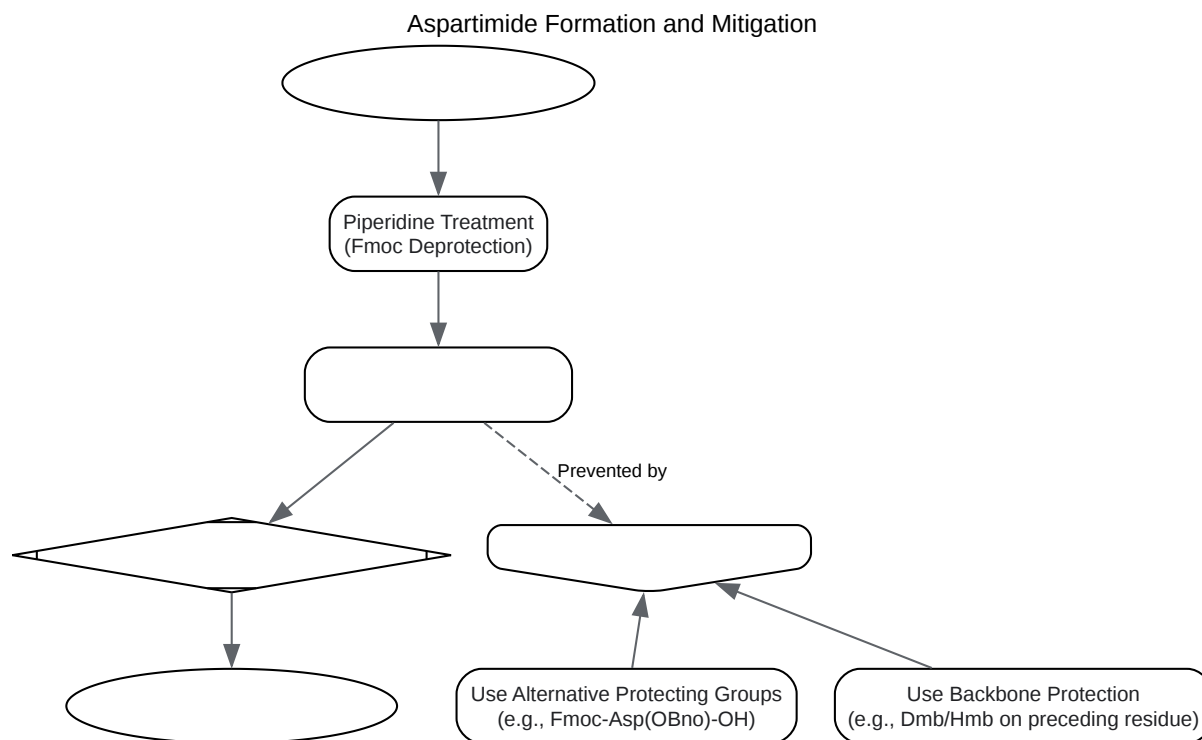 Aspartimide Formation and Mitigation
Piperidine Treatment
(Fmoc Deprotection)
Prevented by
Use Alternative Protecting Groups
(e.g., Fmoc-Asp(OBno)-OH)
Use Backbone Protection
(e.g., Dmb/Hmb on preceding residue)